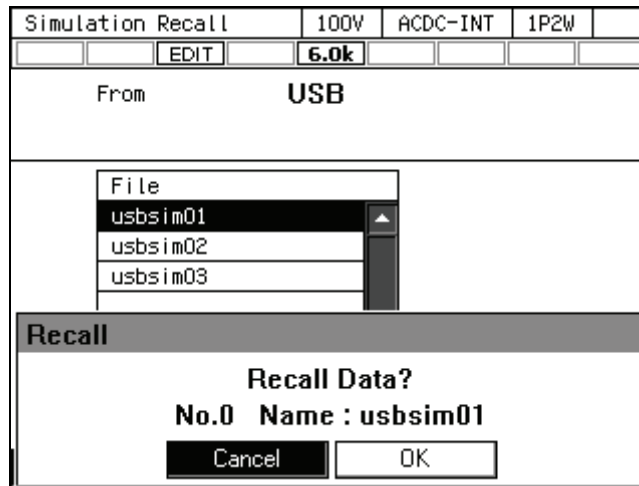 Simulation Recall 100V ACDC-INT 1P2W
EDIT 6.0k
From USB
File
usbsim01
usbsim02
usbsim03
Recall
Recall Data?
No.0 Name : usbsim01
Cancel OK